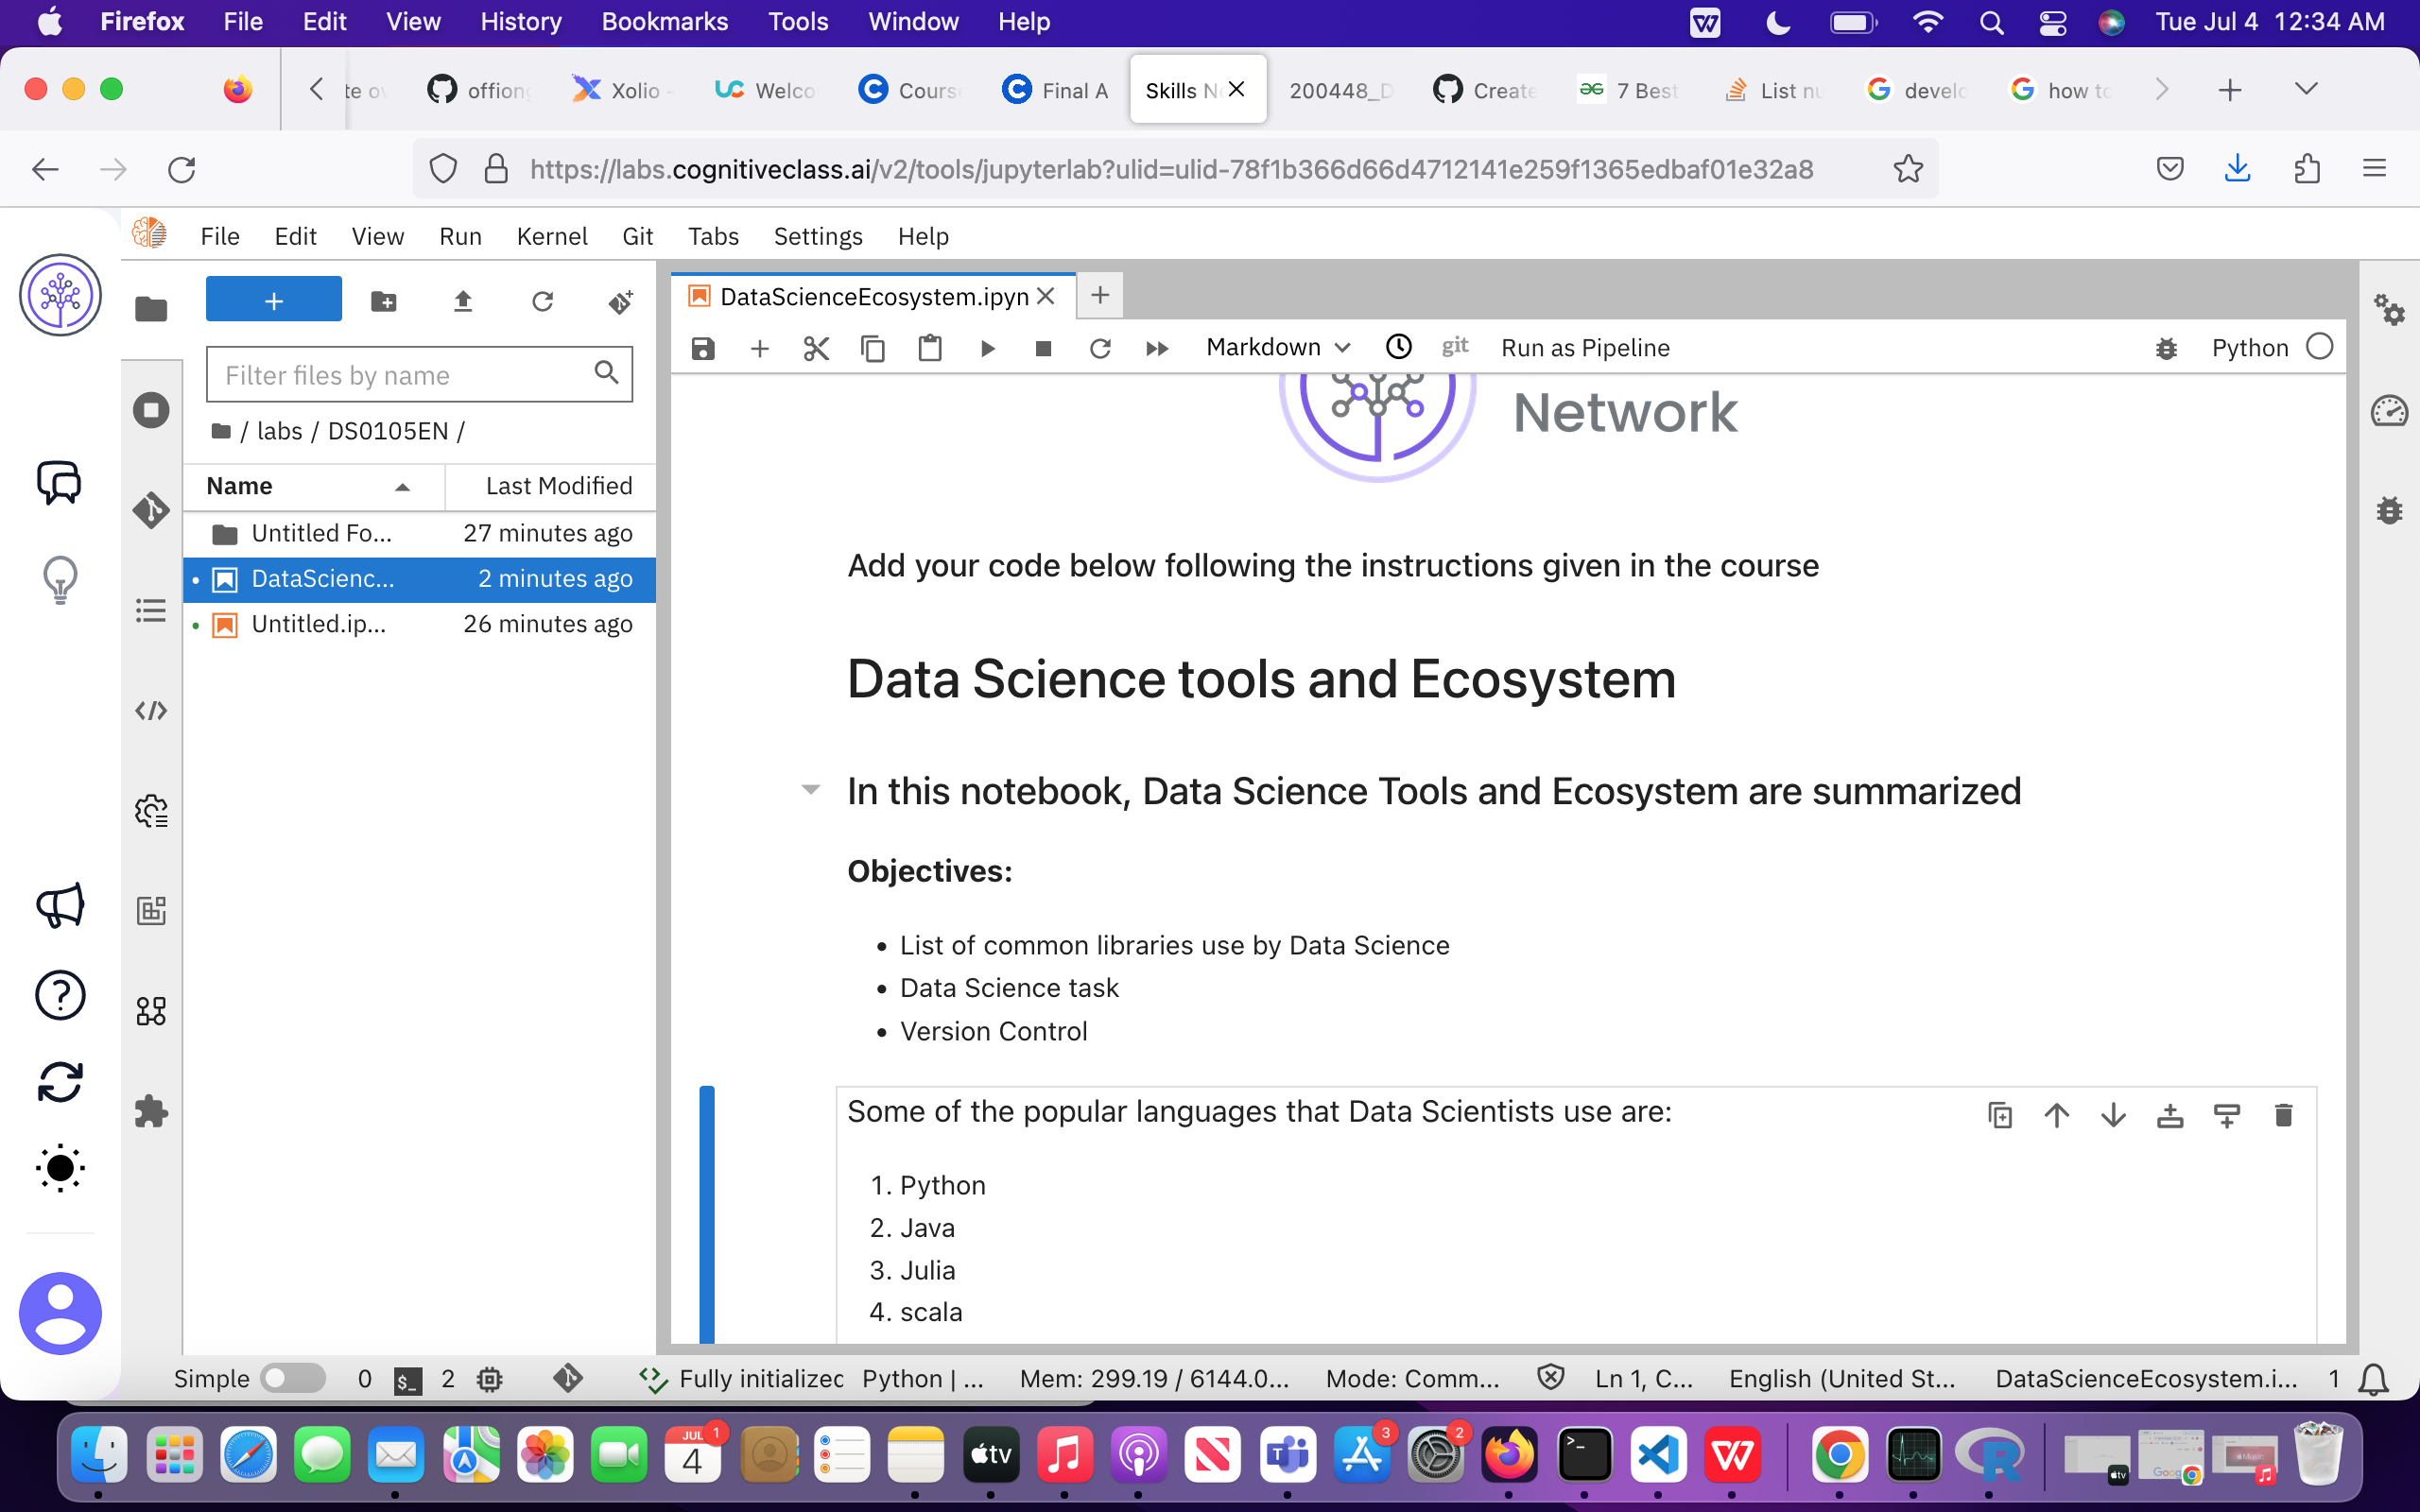 Firefox File Edit View History Bookmarks Tools Window Help Tue Jul 4 12:34 AM
te ov offiong Xolio - Welco Course Final A Skills Ne 200448_D Create 7 Best List nu develo how to
https://labs.cognitiveclass.ai/v2/tools/jupyterlab?ulid=ulid-78f1b366d66d4712141e259f1365edbaf01e32a8
File Edit View Run Kernel Git Tabs Settings Help
DataScienceEcosystem.ipyn
Markdown git Run as Pipeline Python
Filter files by name
/ labs / DS0105EN /
Name Last Modified
Untitled Fo... 27 minutes ago
DataScienc... 2 minutes ago
Untitled.ip... 26 minutes ago
Network
Add your code below following the instructions given in the course
Data Science tools and Ecosystem
In this notebook, Data Science Tools and Ecosystem are summarized
Objectives:
• List of common libraries use by Data Science
• Data Science task
• Version Control
Some of the popular languages that Data Scientists use are:
1. Python
2. Java
3. Julia
4. scala
Simple 0 $_ 2 Fully initialized Python | ... Mem: 299.19 / 6144.0... Mode: Comm... Ln 1, C... English (United St... DataScienceEcosystem.i... 1
JUL 4 1 tv 3 2